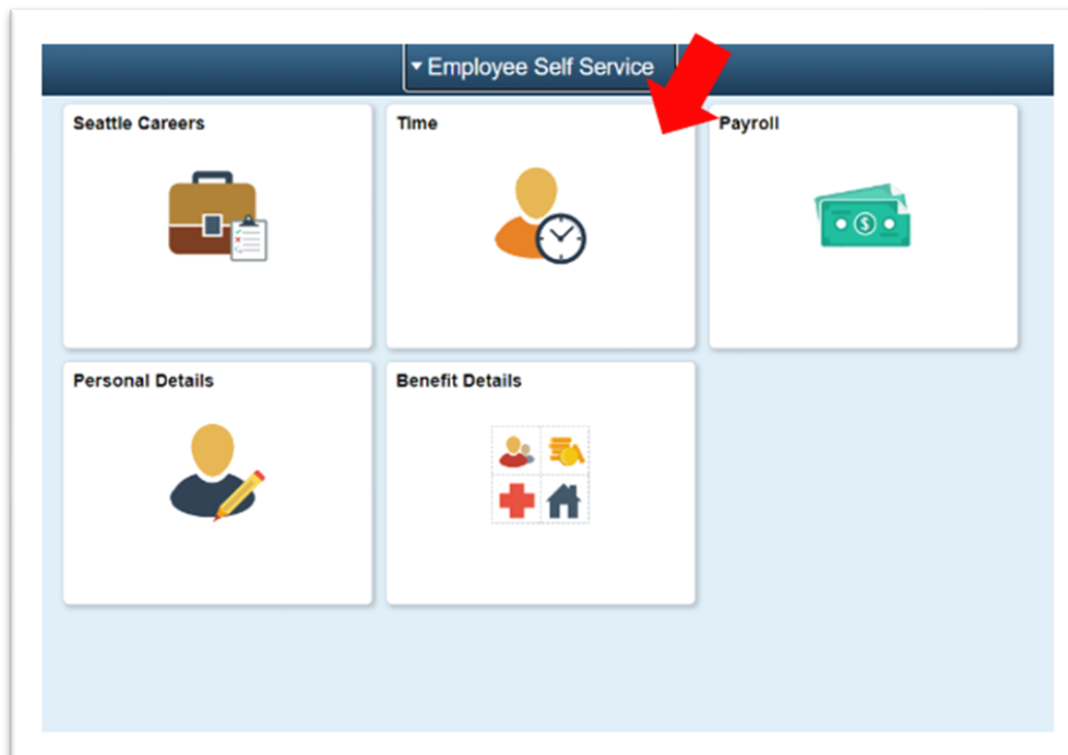 Employee Self Service
Seattle Careers
Time
Payroll
$
Personal Details
Benefit Details